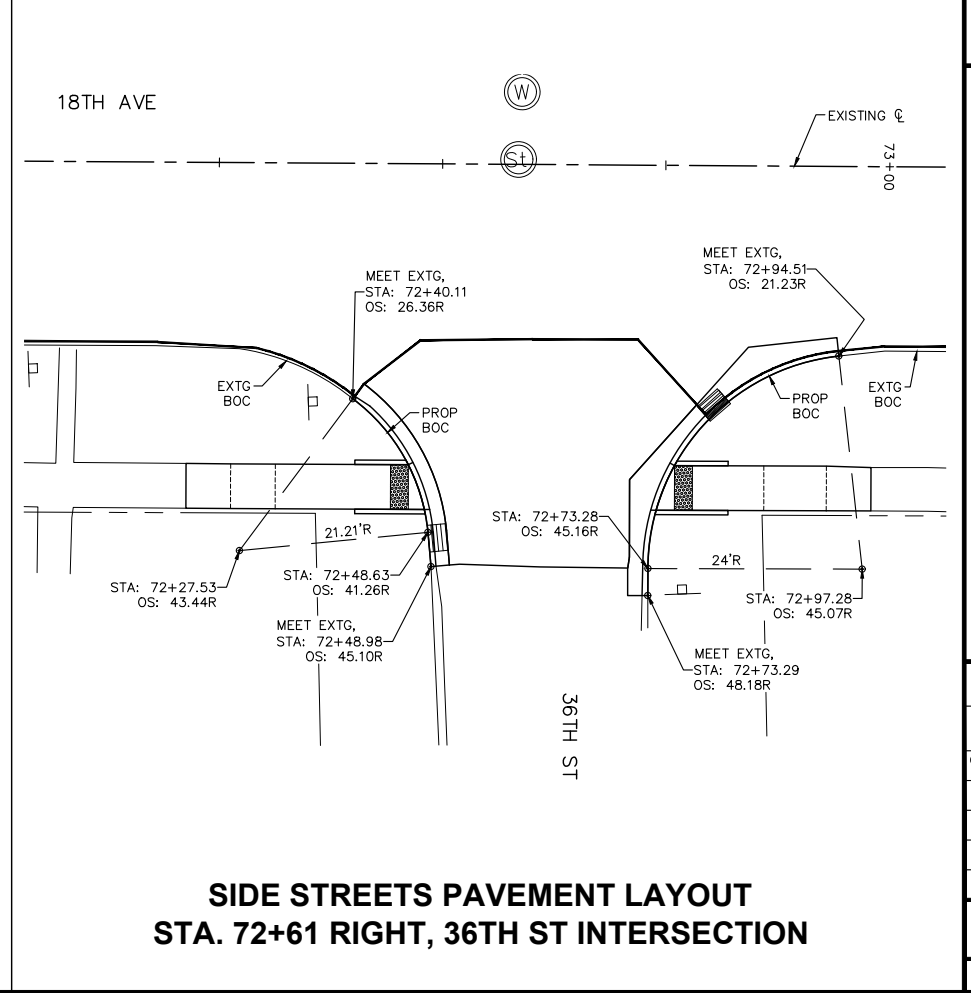 18TH AVE
W
St
EXISTING ℄
73+00
MEET EXTG,
STA: 72+40.11
OS: 26.36R
MEET EXTG,
STA: 72+94.51
OS: 21.23R
EXTG
BOC
PROP
BOC
PROP
BOC
EXTG
BOC
21.21'R
STA: 72+27.53
OS: 43.44R
STA: 72+48.63
OS: 41.26R
MEET EXTG,
STA: 72+48.98
OS: 45.10R
STA: 72+73.28
OS: 45.16R
24'R
STA: 72+97.28
OS: 45.07R
MEET EXTG,
STA: 72+73.29
OS: 48.18R
36TH ST
SIDE STREETS PAVEMENT LAYOUT
STA. 72+61 RIGHT, 36TH ST INTERSECTION